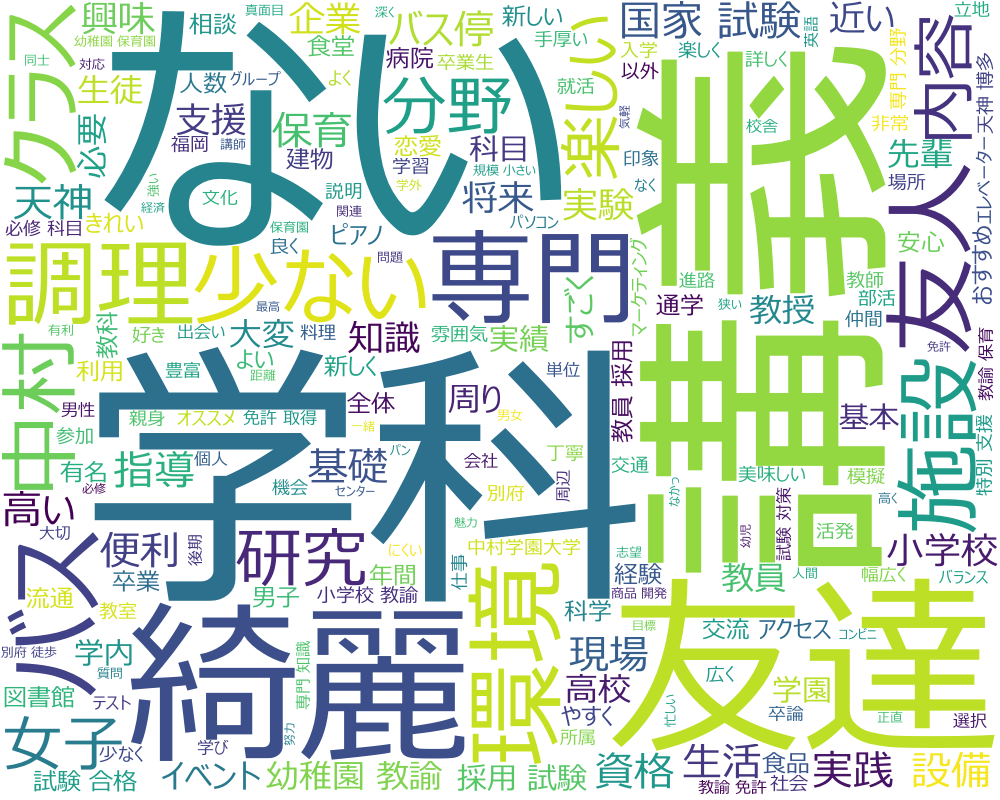 ない
学科
講義
友達
綺麗
専門
調理
少ない
友人
内容
施設
環境
研究
分野
バス
クラス
中村
女子
楽しい
国家 試験
近い
興味
相談
企業
バス停
新しい
立地
真面目
深く
幼稚園 保育園
同士
対応
食堂
手厚い
入学
楽しく
英語
生徒
人数
グループ
よく
病院
卒業生
就活
以外
詳しく
専門 分野
必要
支援
保育
恋愛
気軽
校舎
非常
天神 博多
福岡
講師
建物
学習
科目
規模 小さい
印象
なく
先輩
天神
文化
説明
学外
将来
実験
パソコン
場所
エレベーター
おすすめ
必修 科目
きれい
強い
経済
保育園
関連
ピアノ
良く
問題
マーケティング
進路
狭い
教師
安心
部活
仲間
通学
教授
免許
教諭 保育
最高
有利
好き
出会い
料理
大変
知識
雰囲気
実績
すごく
教科
利用
豊富
距離
よい
新しく
単位
男性
親身
オススメ
免許 取得
全体
周り
教員 採用
基本
特別 支援
参加
一緒
男女
有名
指導
個人
基礎
パン
会社
丁寧
交通
美味しい
模擬
高い
必修
機会
センター
別府
周辺
なかっ
試験 対策
高く
活発
大切
便利
後期
魅力
にくい
中村学園大学
志望
幼児
小学校
卒業
年間
仕事
経験
教員
人間
幅広く
バランス
流通
教室
男子
小学校 教諭
商品 開発
科学
目標
交流
アクセス
コンビニ
別府 徒歩
学内
質問
専門 知識
現場
広く
図書館
テスト
高校
学園
やすく
所属
忙しい
卒論
正直
選択
少なく
学び
努力
試験 合格
イベント
幼稚園 教諭
採用 試験
資格
生活
食品
教諭 免許
社会
実践
設備